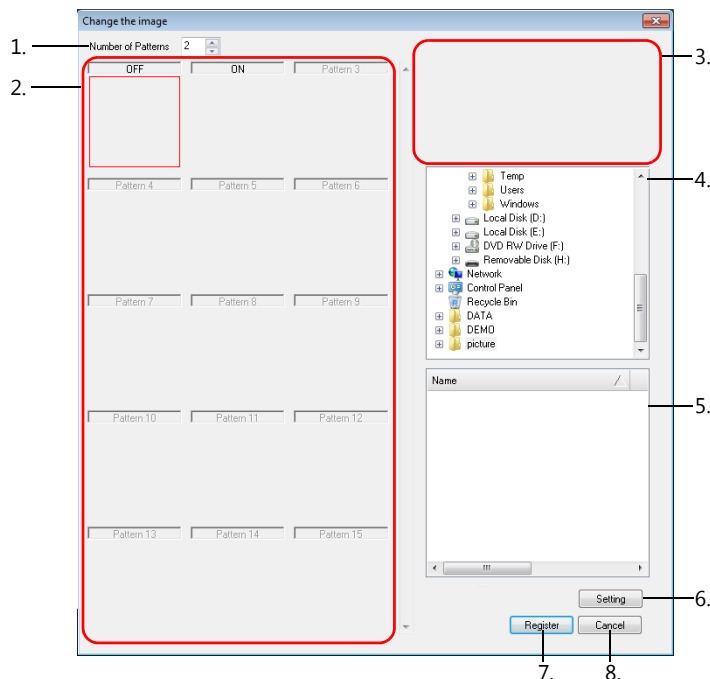 Change the image
1.
Number of Patterns 2
2.
OFF ON Pattern 3
Pattern 4 Pattern 5 Pattern 6
Pattern 7 Pattern 8 Pattern 9
Pattern 10 Pattern 11 Pattern 12
Pattern 13 Pattern 14 Pattern 15
3.
Temp
4.
Users
Windows
Local Disk (D:)
Local Disk (E:)
DVD RW Drive (F:)
Removable Disk (H:)
Network
Control Panel
Recycle Bin
DATA
DEMO
picture
Name
5.
Setting
6.
Register Cancel
7. 8.